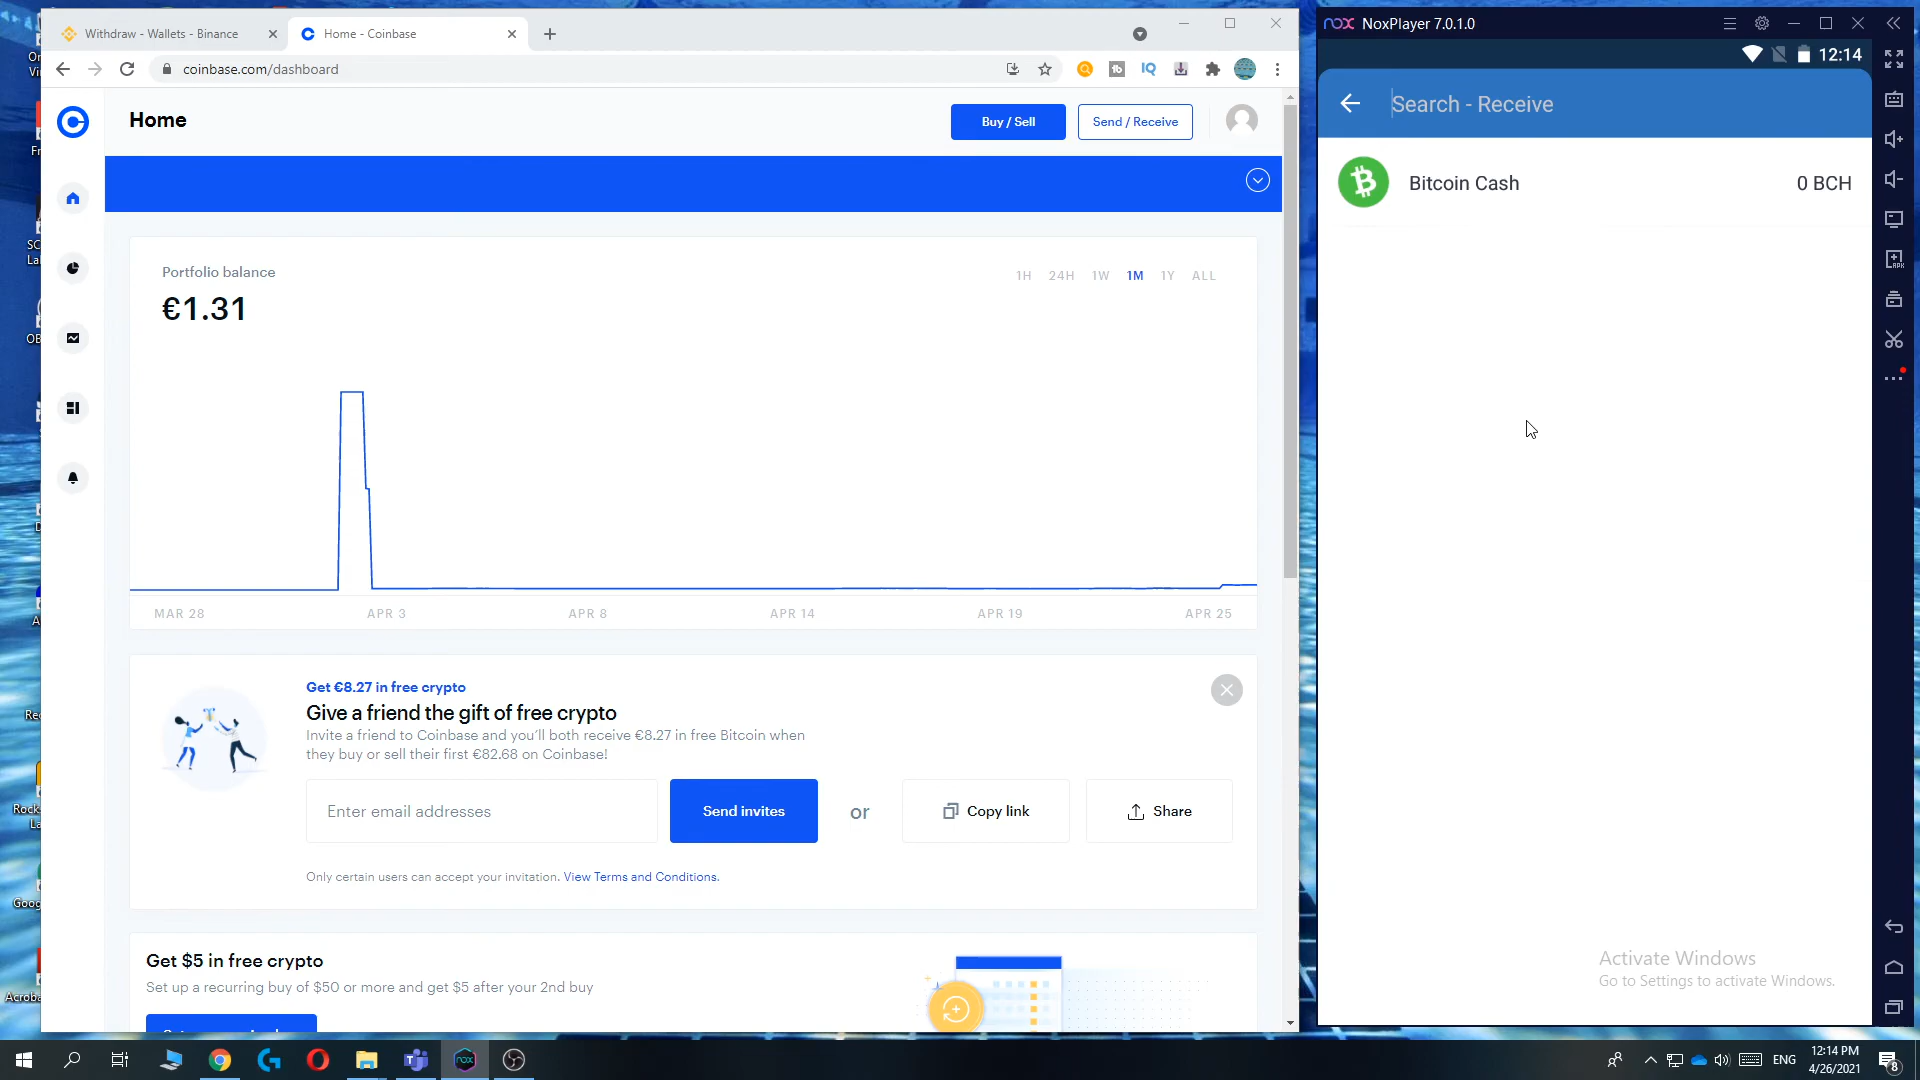 Withdraw - Wallets - Binance
Home - Coinbase
coinbase.com/dashboard
Home
Buy / Sell
Send / Receive
Portfolio balance
€1.31
1H 24H 1W 1M 1Y ALL
MAR 28 APR 3 APR 8 APR 14 APR 19 APR 25
Get €8.27 in free crypto
Give a friend the gift of free crypto
Invite a friend to Coinbase and you'll both receive €8.27 in free Bitcoin when
they buy or sell their first €82.68 on Coinbase!
Enter email addresses
Send invites
or
Copy link
Share
Only certain users can accept your invitation. View Terms and Conditions.
Get $5 in free crypto
Set up a recurring buy of $50 or more and get $5 after your 2nd buy
nox NoxPlayer 7.0.1.0
12:14
Search - Receive
Bitcoin Cash
0 BCH
Activate Windows
Go to Settings to activate Windows.
ENG
12:14 PM
4/26/2021
8